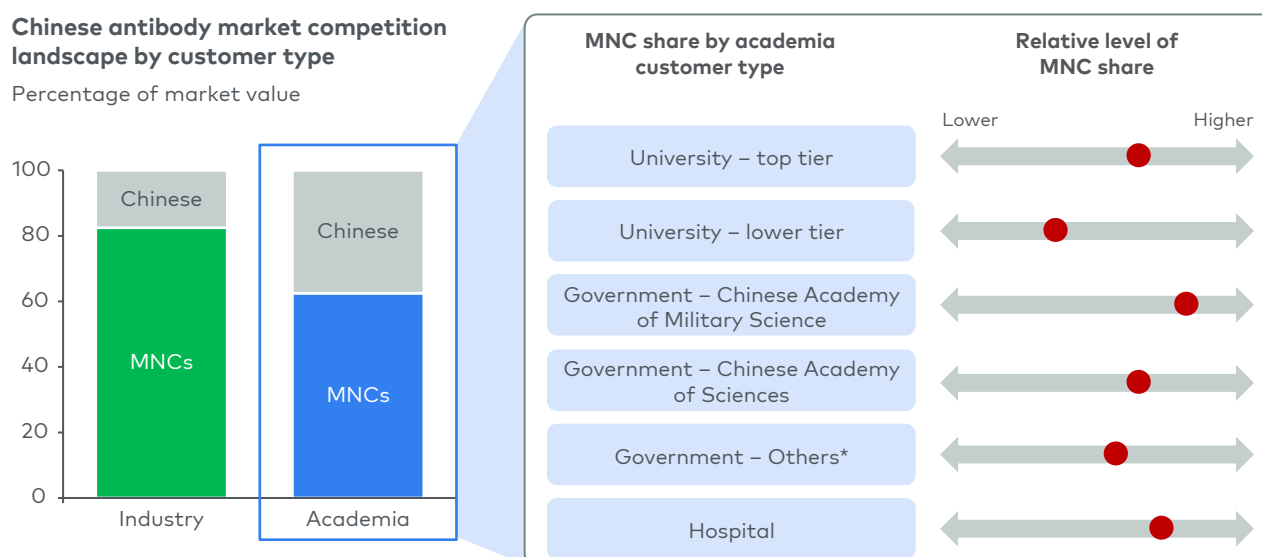 Chinese antibody market competition
landscape by customer type
Percentage of market value
100
80
60
40
20
0
Chinese
MNCs
Chinese
MNCs
Industry
Academia
MNC share by academia
customer type
Relative level of
MNC share
Lower
Higher
University – top tier
University – lower tier
Government – Chinese Academy
of Military Science
Government – Chinese Academy
of Sciences
Government – Others*
Hospital